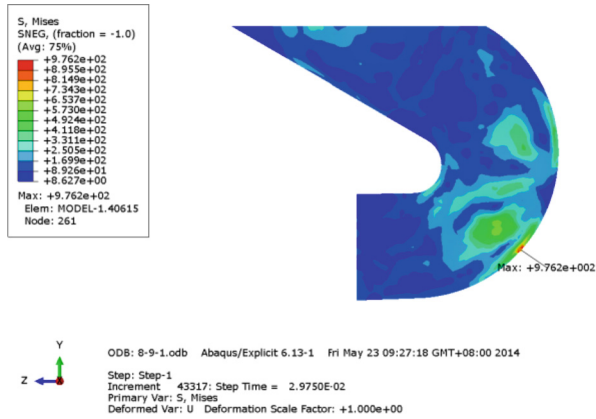 S, Mises
SNEG, (fraction = -1.0)
(Avg: 75%)
+9.762e+02
+8.955e+02
+8.149e+02
+7.343e+02
+6.537e+02
+5.730e+02
+4.924e+02
+4.118e+02
+3.311e+02
+2.505e+02
+1.699e+02
+8.926e+01
+8.627e+00
Max: +9.762e+02
Elem: MODEL-1.40615
Node: 261
Max: +9.762e+002
Y
Z
X
ODB: 8-9-1.odb Abaqus/Explicit 6.13-1 Fri May 23 09:27:18 GMT+08:00 2014
Step: Step-1
Increment 43317: Step Time = 2.9750E-02
Primary Var: S, Mises
Deformed Var: U Deformation Scale Factor: +1.000e+00